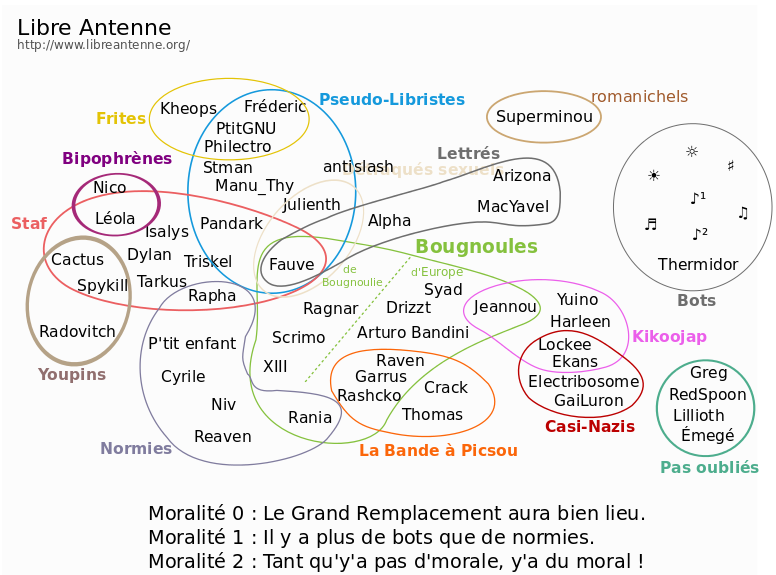 Libre Antenne
http://www.libreantenne.org/
Frites
Kheops
Fréderic
PtitGNU
Philectro
Pseudo-Libristes
Superminou
romanichels
Bipophrènes
Nico
Léola
Stman
Manu_Thy
antislash
Lettrés
sexuels
Arizona
MacYavel
Julienth
Alpha
Pandark
Staf
Isalys
Dylan
Triskel
Tarkus
Fauve
Bougnoules
de
Bougnoulie
d'Europe
☼
☀
♯
♪¹
♬
♫
♪²
Thermidor
Bots
Cactus
Spykill
Radovitch
Youpins
Rapha
P'tit enfant
Cyrile
Niv
Reaven
Normies
Ragnar
Scrimo
XIII
Rania
Syad
Drizzt
Arturo Bandini
Jeannou
Yuino
Harleen
Kikoojap
Lockee
Ekans
Electribosome
GaiLuron
Casi-Nazis
Raven
Garrus
Rashcko
Crack
Thomas
La Bande à Picsou
Greg
RedSpoon
Lillioth
Émegé
Pas oubliés
Moralité 0 : Le Grand Remplacement aura bien lieu.
Moralité 1 : Il y a plus de bots que de normies.
Moralité 2 : Tant qu'y'a pas d'morale, y'a du moral !